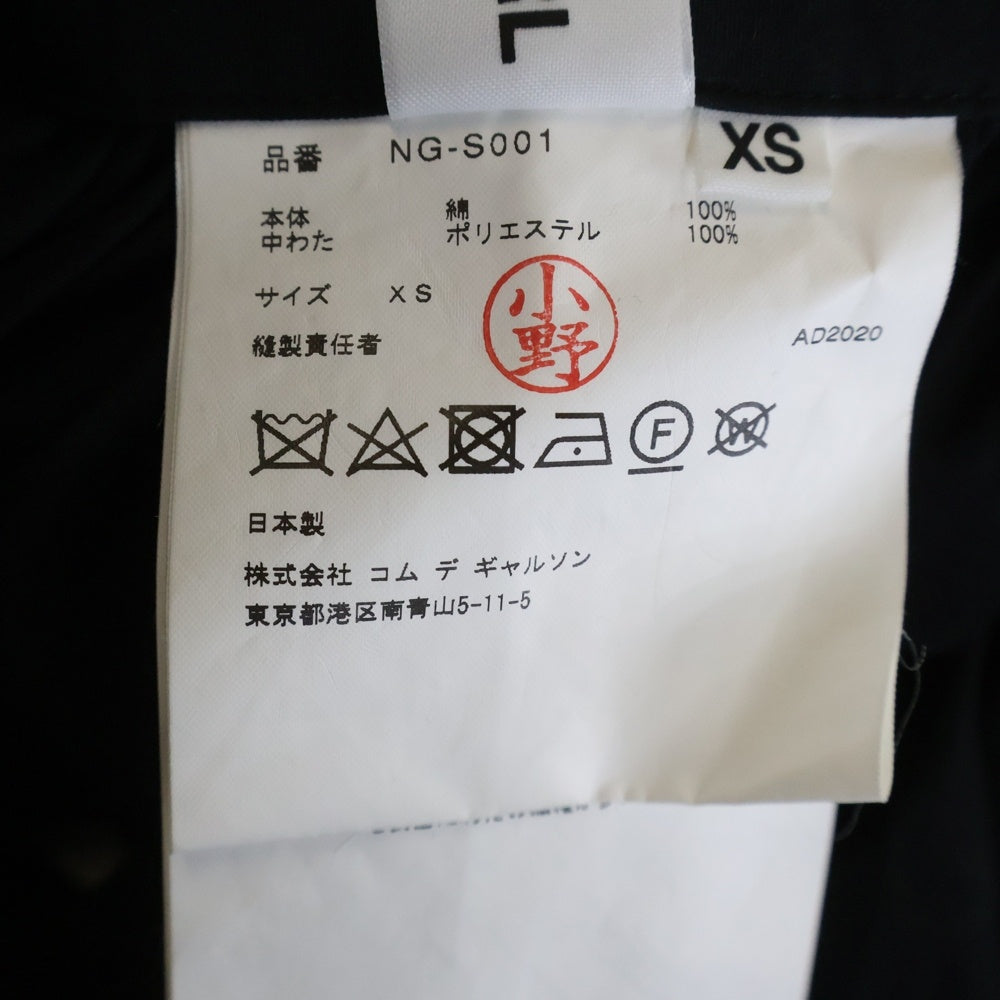 品番 NG-S001 XS
本体 綿 100%
中わた ポリエステル 100%
サイズ XS
小野
縫製責任者 AD2020
F W
日本製
株式会社 コム デ ギャルソン
東京都港区南青山5-11-5